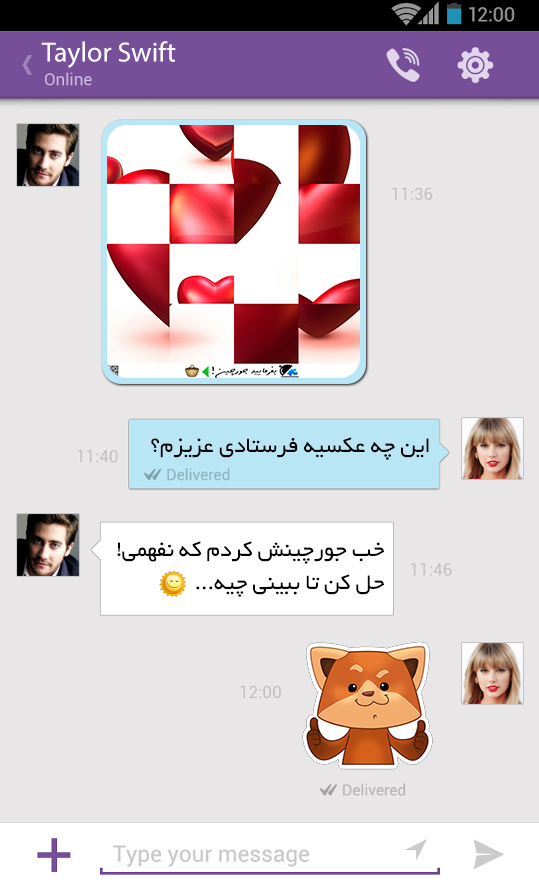 12:00
Taylor Swift
Online
11:36
بفرمایید جورچین!
این چه عکسیه فرستادی عزیزم؟
11:40
Delivered
خب جورچینش کردم که نفهمی!
حل کن تا ببینی چیه...
11:46
12:00
Delivered
Type your message